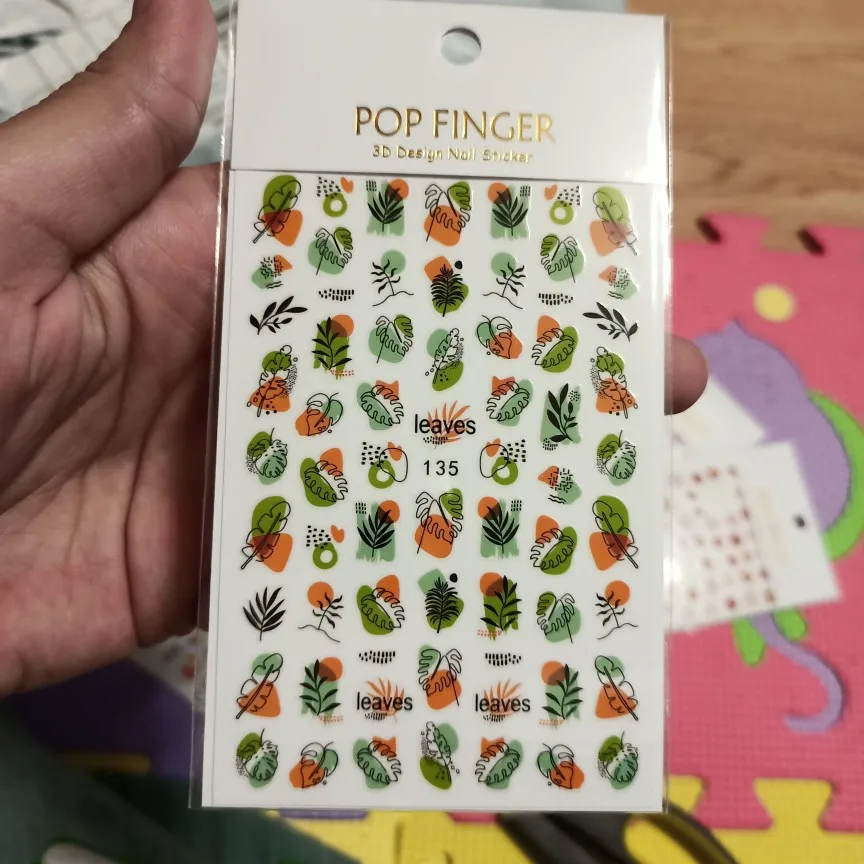 POP FINGER
3D Design Nail Sticker
leaves
135
leaves leaves